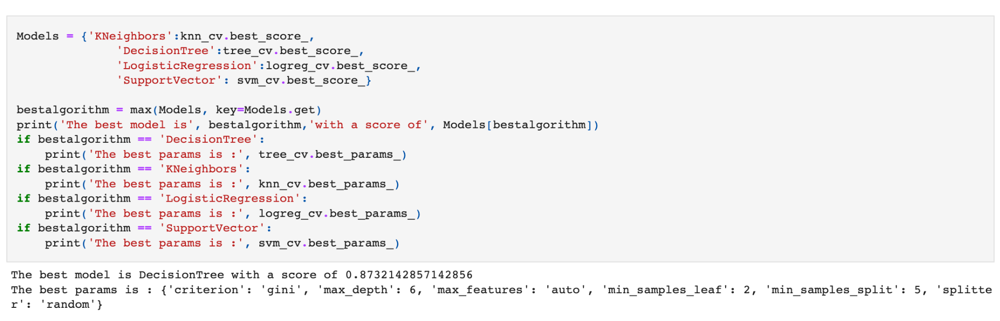 Models = {'KNeighbors':knn_cv.best_score_,
              'DecisionTree':tree_cv.best_score_,
              'LogisticRegression':logreg_cv.best_score_,
              'SupportVector': svm_cv.best_score_}
bestalgorithm = max(Models, key=Models.get)
print('The best model is', bestalgorithm,'with a score of', Models[bestalgorithm])
if bestalgorithm == 'DecisionTree':
    print('The best params is :', tree_cv.best_params_)
if bestalgorithm == 'KNeighbors':
    print('The best params is :', knn_cv.best_params_)
if bestalgorithm == 'LogisticRegression':
    print('The best params is :', logreg_cv.best_params_)
if bestalgorithm == 'SupportVector':
    print('The best params is :', svm_cv.best_params_)
The best model is DecisionTree with a score of 0.8732142857142856
The best params is : {'criterion': 'gini', 'max_depth': 6, 'max_features': 'auto', 'min_samples_leaf': 2, 'min_samples_split': 5, 'splitte
r': 'random'}